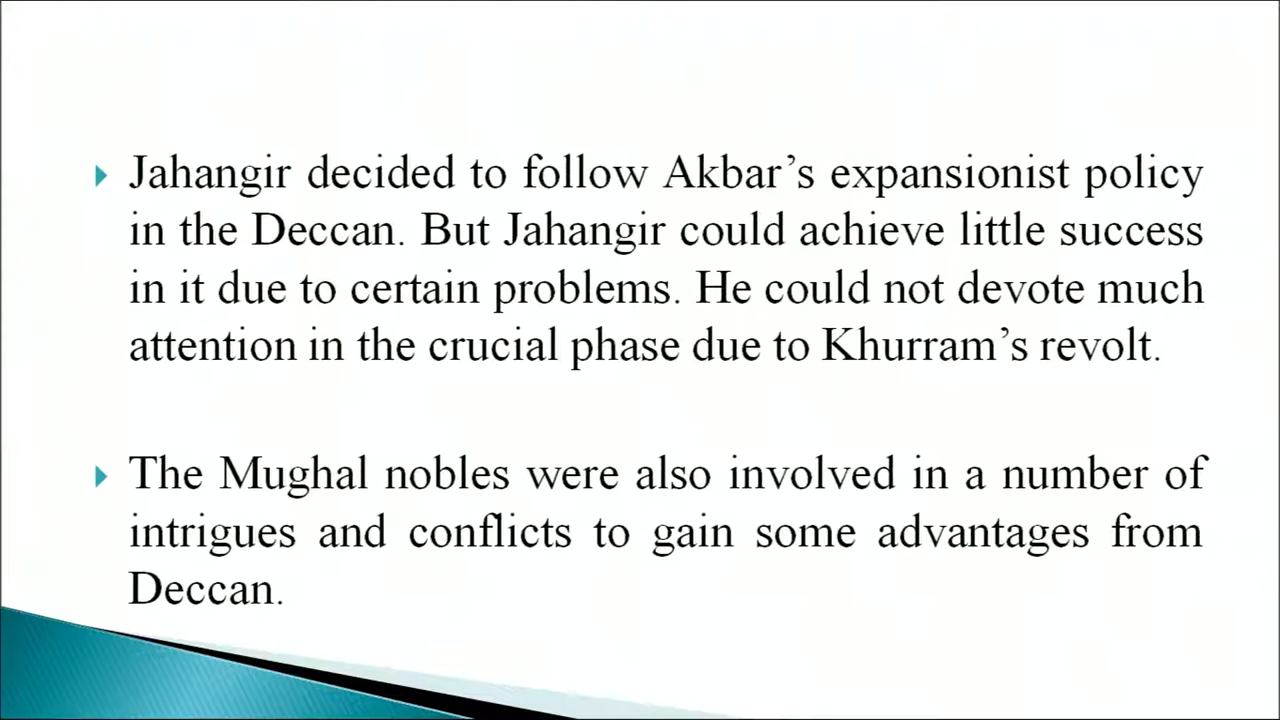 Jahangir decided to follow Akbar’s expansionist policy
in the Deccan. But Jahangir could achieve little success
in it due to certain problems. He could not devote much
attention in the crucial phase due to Khurram’s revolt.
The Mughal nobles were also involved in a number of
intrigues and conflicts to gain some advantages from
Deccan.